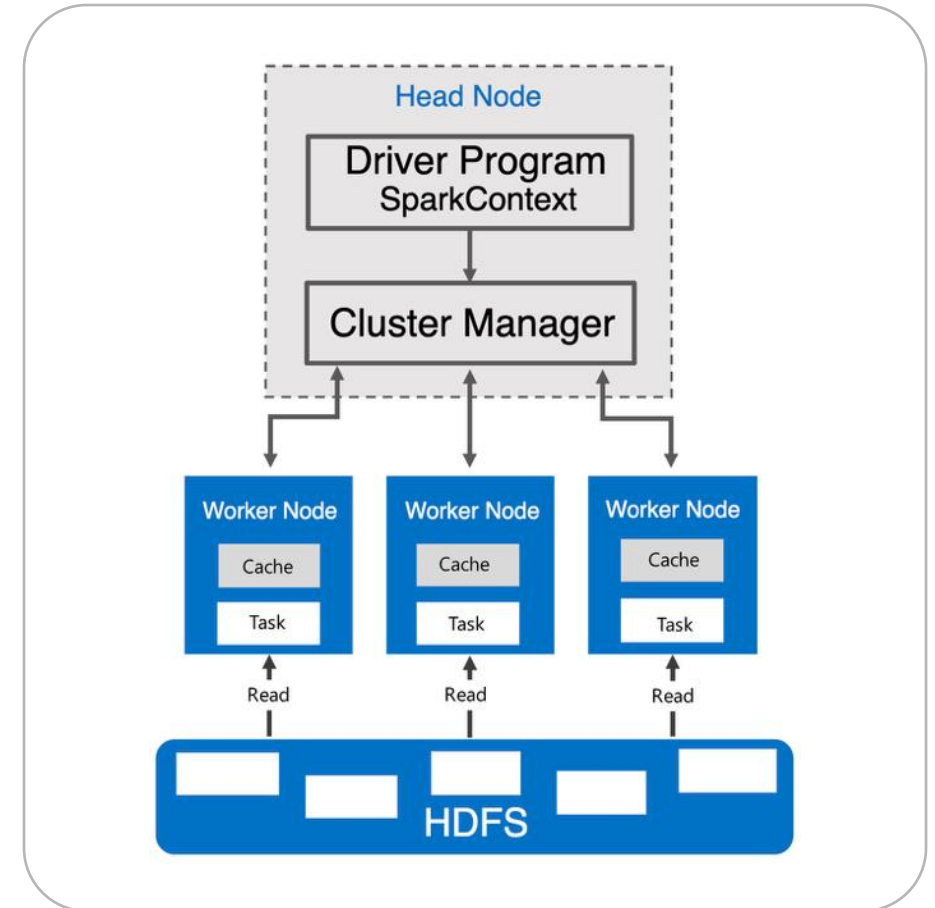 Head Node
Driver Program
SparkContext
Cluster Manager
Worker Node
Cache
Task
Worker Node
Cache
Task
Worker Node
Cache
Task
Read
Read
Read
HDFS